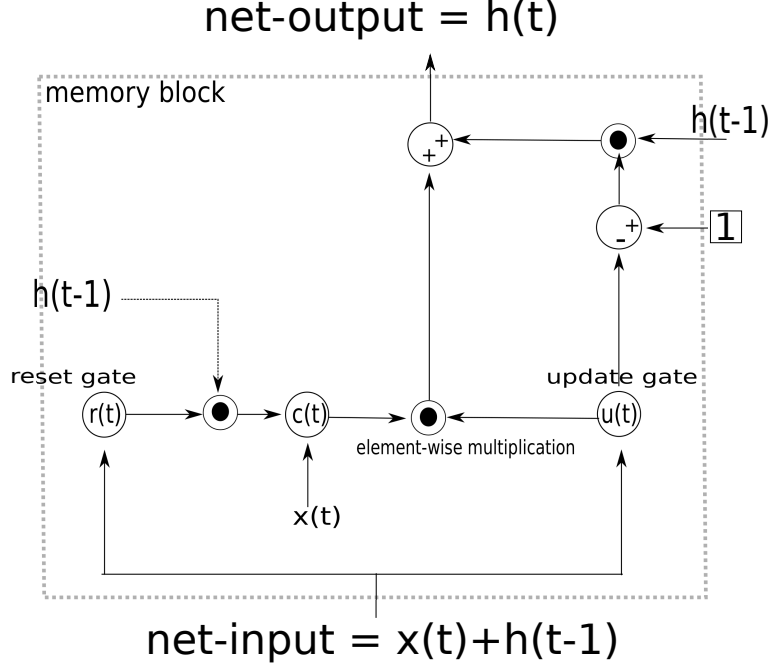 net-output = h(t)
memory block
h(t-1)
+
+
1
+
-
h(t-1)
reset gate
update gate
r(t)
c(t)
u(t)
element-wise multiplication
x(t)
net-input = x(t)+h(t-1)